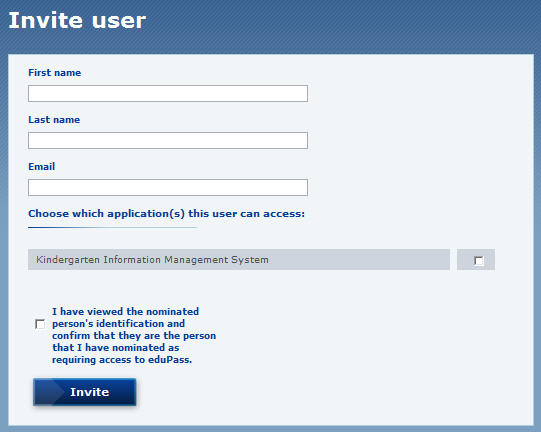 Invite user
First name
Last name
Email
Choose which application(s) this user can access:
Kindergarten Information Management System
I have viewed the nominated
person's identification and
confirm that they are the person
that I have nominated as
requiring access to eduPass.
Invite